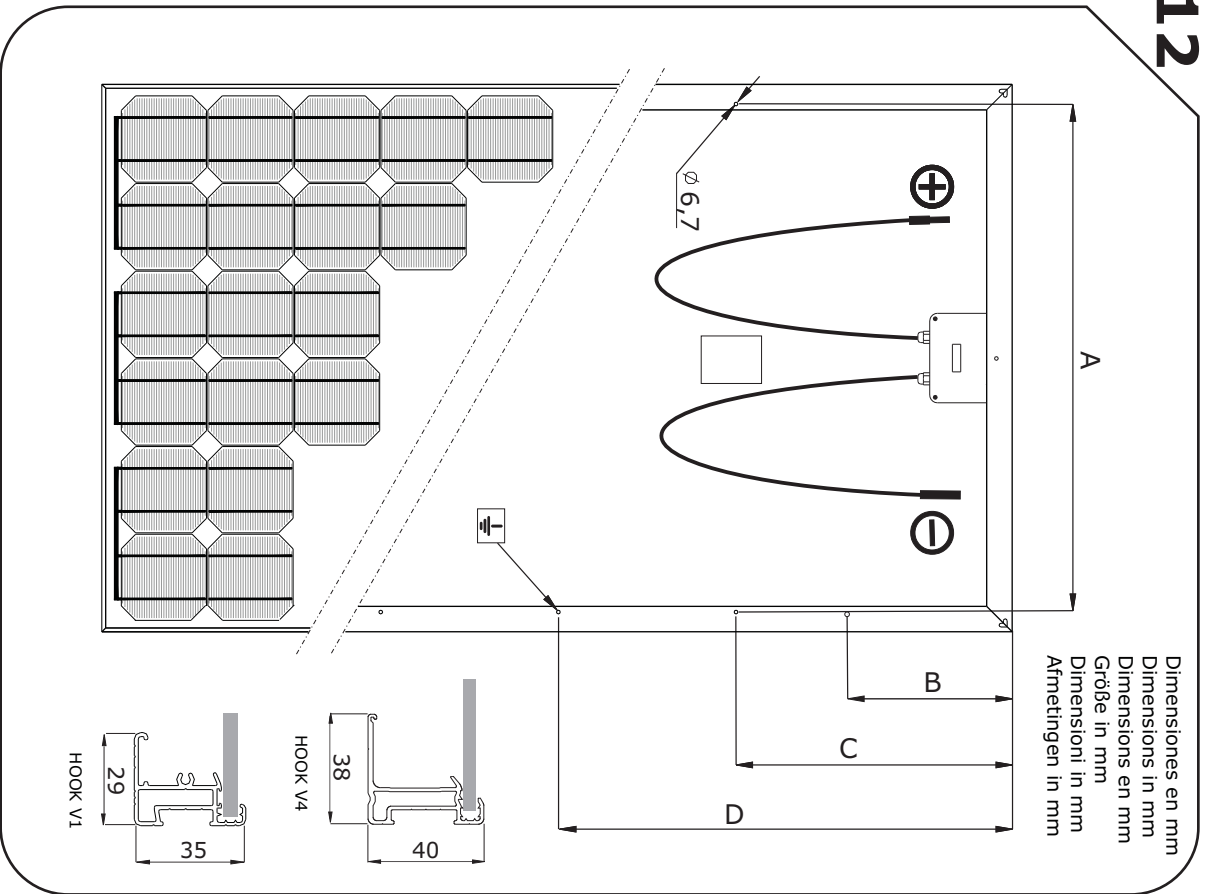 12
Dimensiones en mm
Dimensions in mm
Dimensions en mm
Größe in mm
Dimensioni in mm
Afmetingen in mm
A
B
C
D
Ø 6,7
+
−
HOOK V4
38
40
HOOK V1
29
35